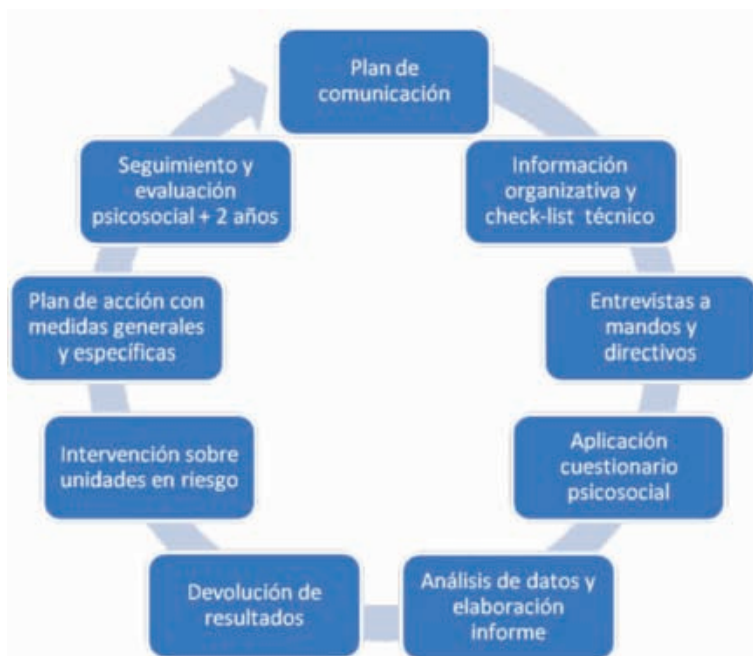 Plan de
comunicación
Información
organizativa y
check-list técnico
Entrevistas a
mandos y
directivos
Aplicación
cuestionario
psicosocial
Análisis de datos y
elaboración
informe
Devolución de
resultados
Intervención sobre
unidades en riesgo
Plan de acción con
medidas generales
y específicas
Seguimiento y
evaluación
psicosocial + 2 años